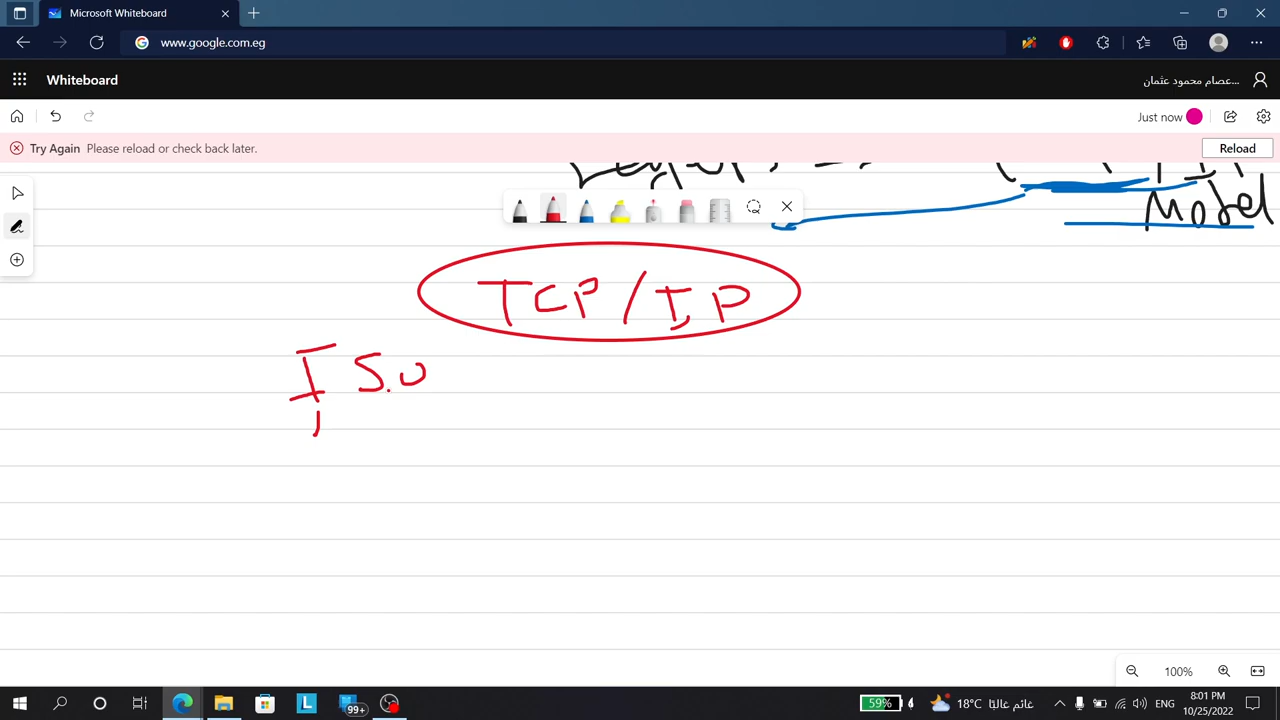 Microsoft Whiteboard
www.google.com.eg
Whiteboard
عصام محمود عثمان...
Just now
Try Again Please reload or check back later.
Reload
Model
TCP/IP
I S.O
100%
L
99+
59%
18°C غائم غالبًا
ENG
8:01 PM
10/25/2022